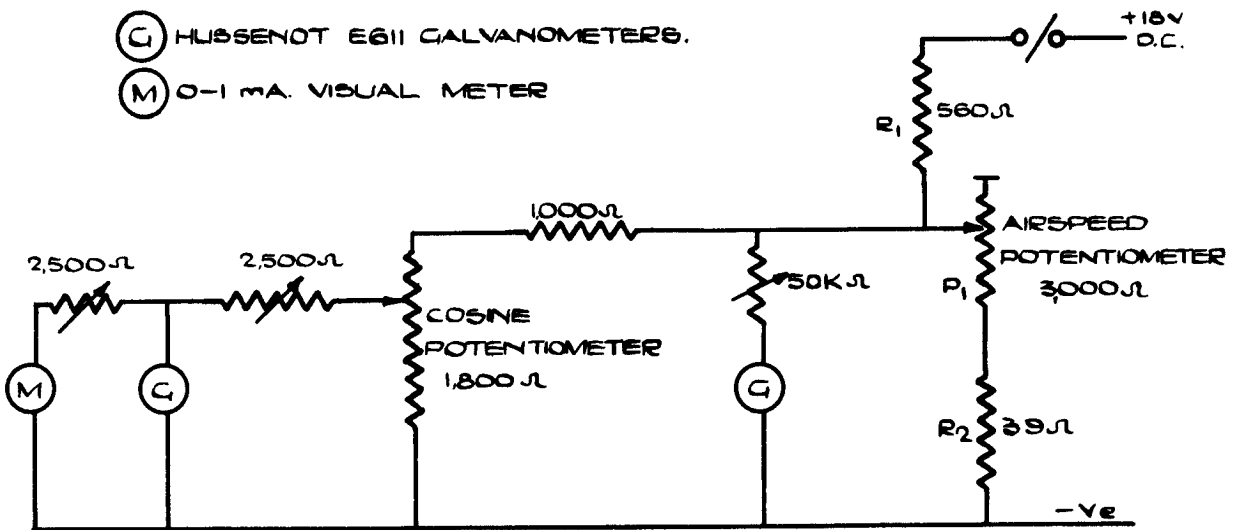 G HUSSENOT E611 GALVANOMETERS.
M 0-1 mA. VISUAL METER
+18V
D.C.
R₁ 560Ω
1,000Ω
AIRSPEED
POTENTIOMETER
P₁ 3,000Ω
2,500Ω
2,500Ω
50KΩ
COSINE
POTENTIOMETER
1,800Ω
M
G
G
R₂ 39Ω
-Ve